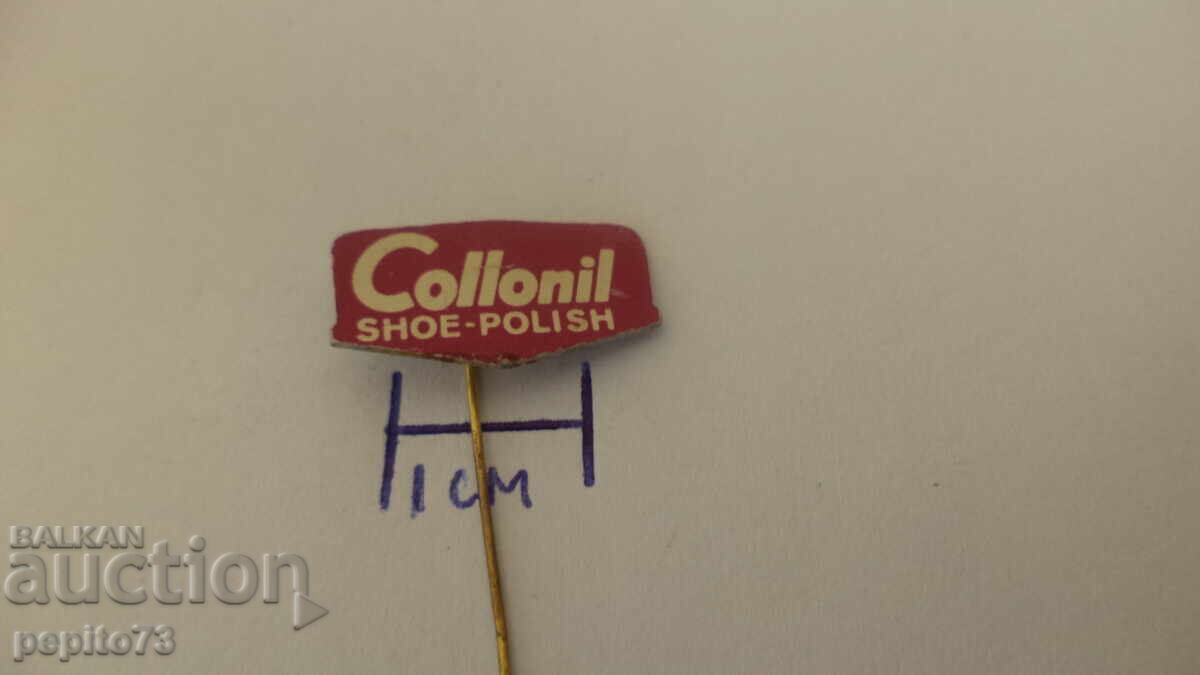 Collonil
SHOE-POLISH
1 cm
BALKAN
auction
pepito73